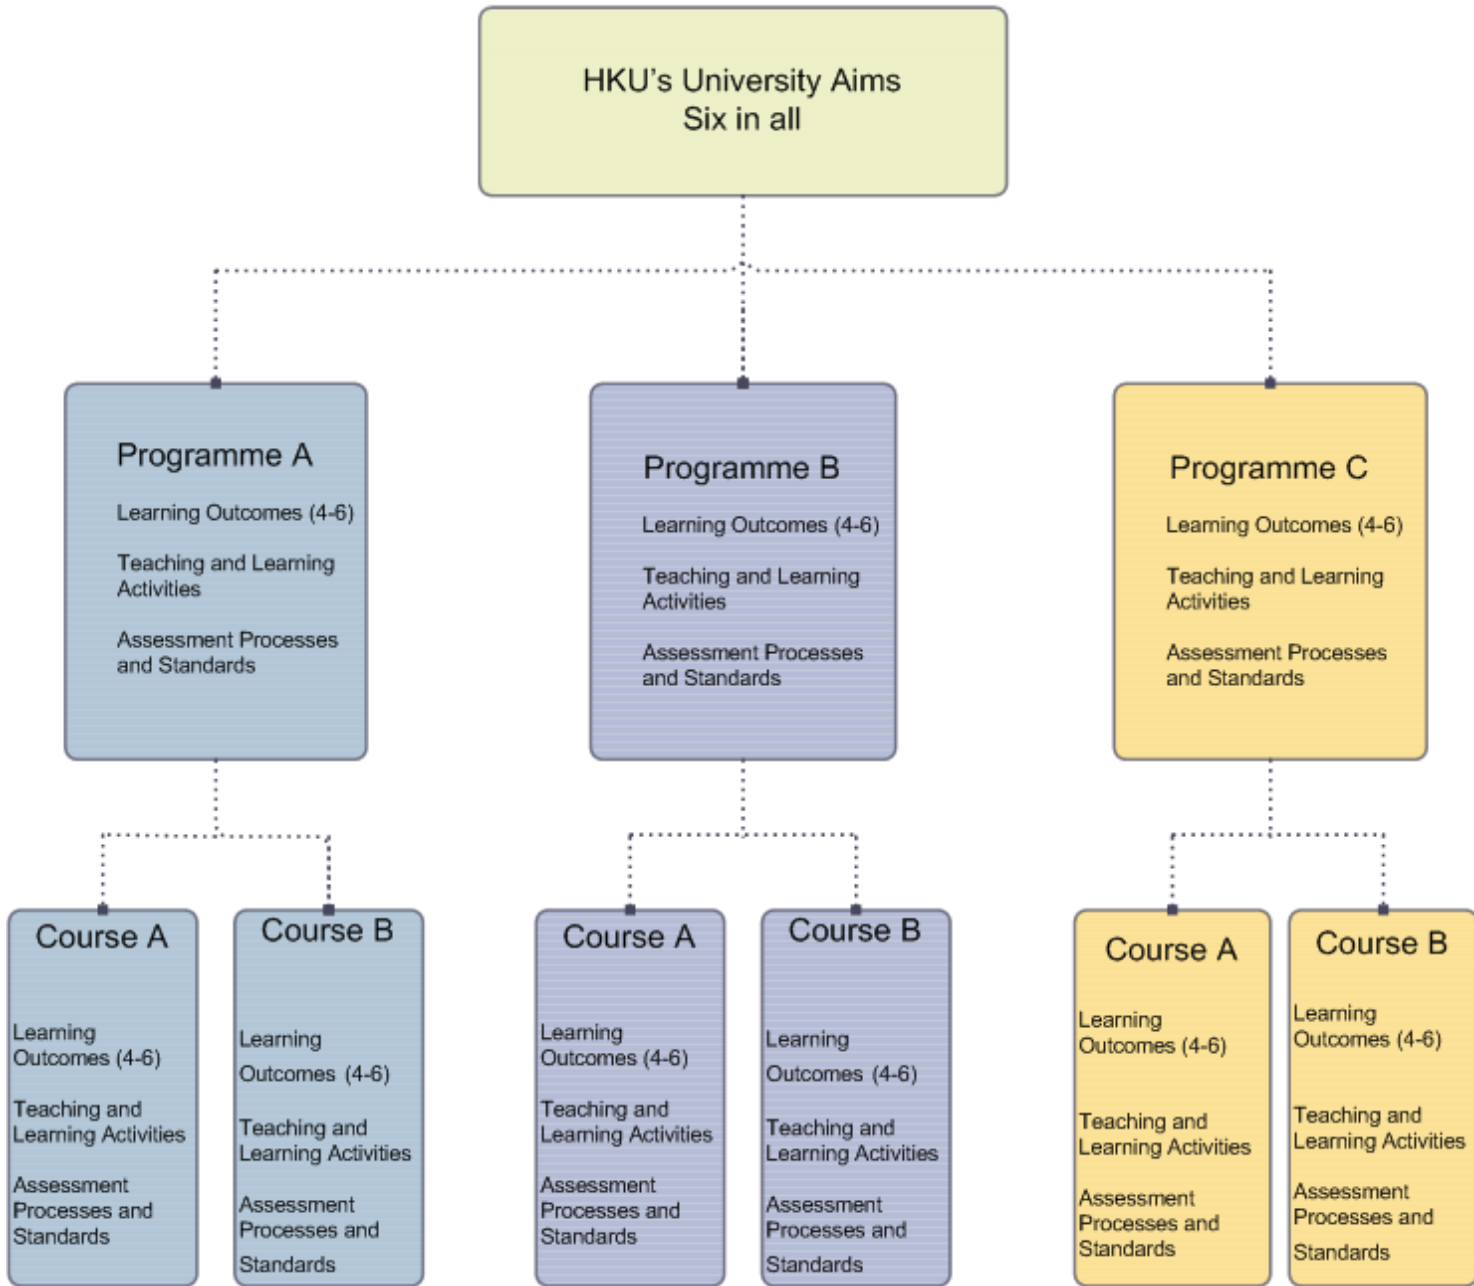 HKU's University Aims
Six in all
Programme A
Learning Outcomes (4-6)
Teaching and Learning
Activities
Assessment Processes
and Standards
Programme B
Learning Outcomes (4-6)
Teaching and Learning
Activities
Assessment Processes
and Standards
Programme C
Learning Outcomes (4-6)
Teaching and Learning
Activities
Assessment Processes
and Standards
Course A
Learning
Outcomes (4-6)
Teaching and
Learning Activities
Assessment
Processes and
Standards
Course B
Learning
Outcomes (4-6)
Teaching and
Learning Activities
Assessment
Processes and
Standards
Course A
Learning
Outcomes (4-6)
Teaching and
Learning Activities
Assessment
Processes and
Standards
Course B
Learning
Outcomes (4-6)
Teaching and
Learning Activities
Assessment
Processes and
Standards
Course A
Learning
Outcomes (4-6)
Teaching and
Learning Activities
Assessment
Processes and
Standards
Course B
Learning
Outcomes (4-6)
Teaching and
Learning Activities
Assessment
Processes and
Standards